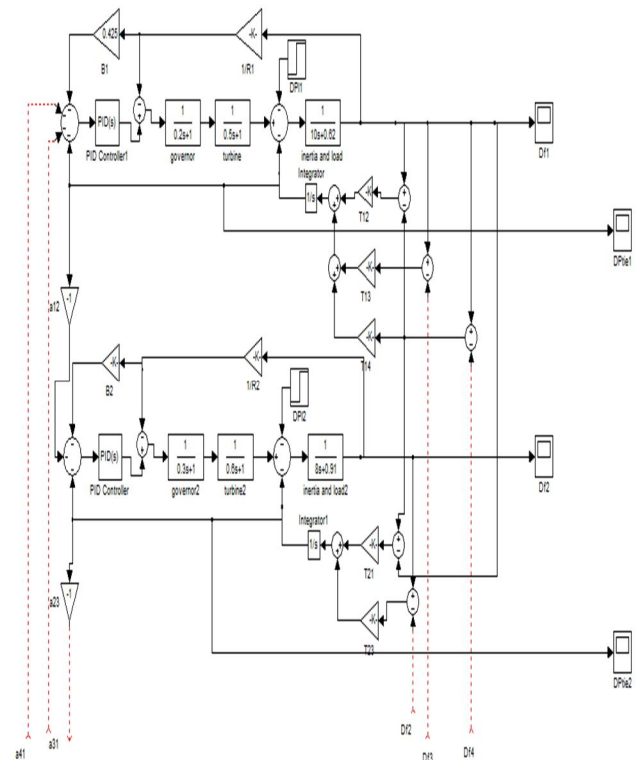 0.425
-K-
B1
1/R1
DPl1
PID(s)
1
0.2s+1
1
0.5s+1
1
10s+0.62
PID Controller1
governor
turbine
inertia and load
Df1
Integrator
1/s
-K-
T12
-K-
T13
DPtie1
-1
a12
-K-
T14
-K-
B2
-K-
1/R2
DPl2
PID(s)
1
0.3s+1
1
0.6s+1
1
8s+0.91
PID Controller
governor2
turbine2
inertia and load2
Df2
Integrator1
1/s
-K-
T21
-1
a23
-K-
T23
DPtie2
Df2
Df3
Df4
a41
a31